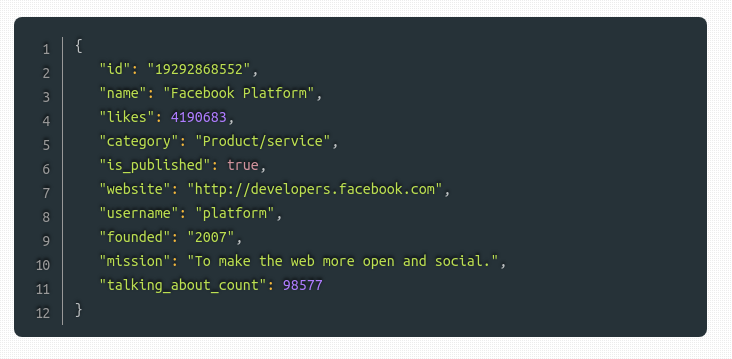 1 {
2 "id": "19292868552",
3 "name": "Facebook Platform",
4 "likes": 4190683,
5 "category": "Product/service",
6 "is_published": true,
7 "website": "http://developers.facebook.com",
8 "username": "platform",
9 "founded": "2007",
10 "mission": "To make the web more open and social.",
11 "talking_about_count": 98577
12 }